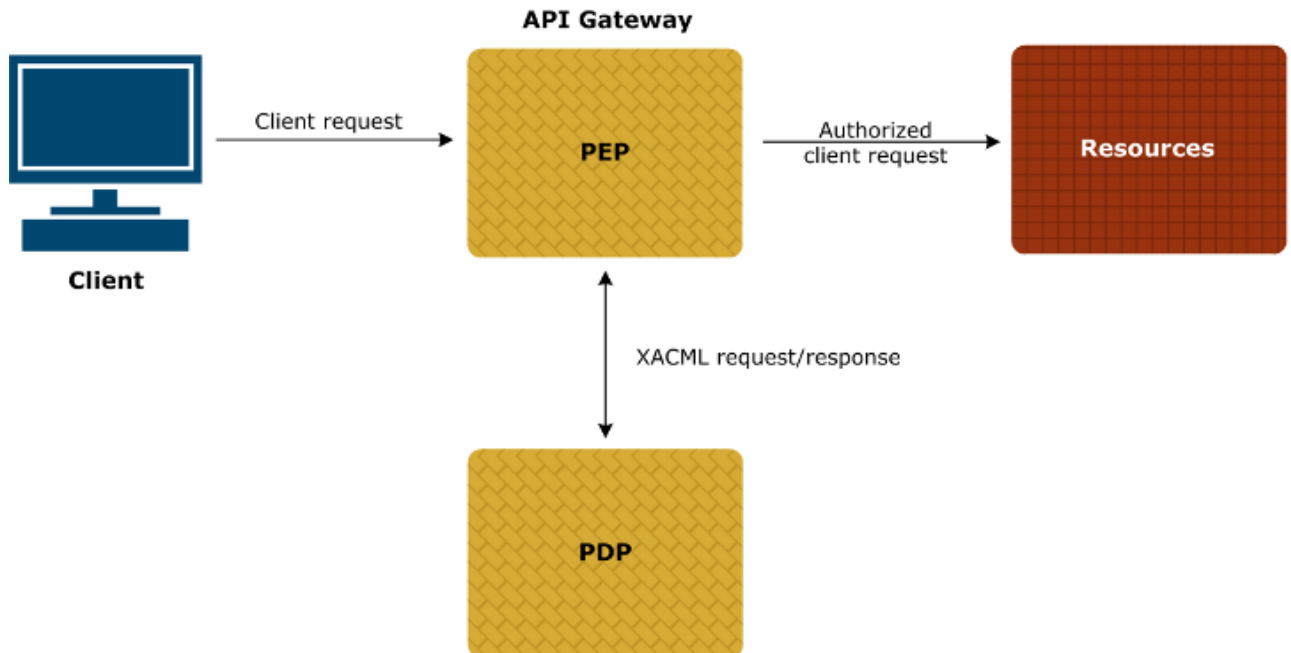 API Gateway
Client request
PEP
Authorized
client request
Resources
Client
XACML request/response
PDP